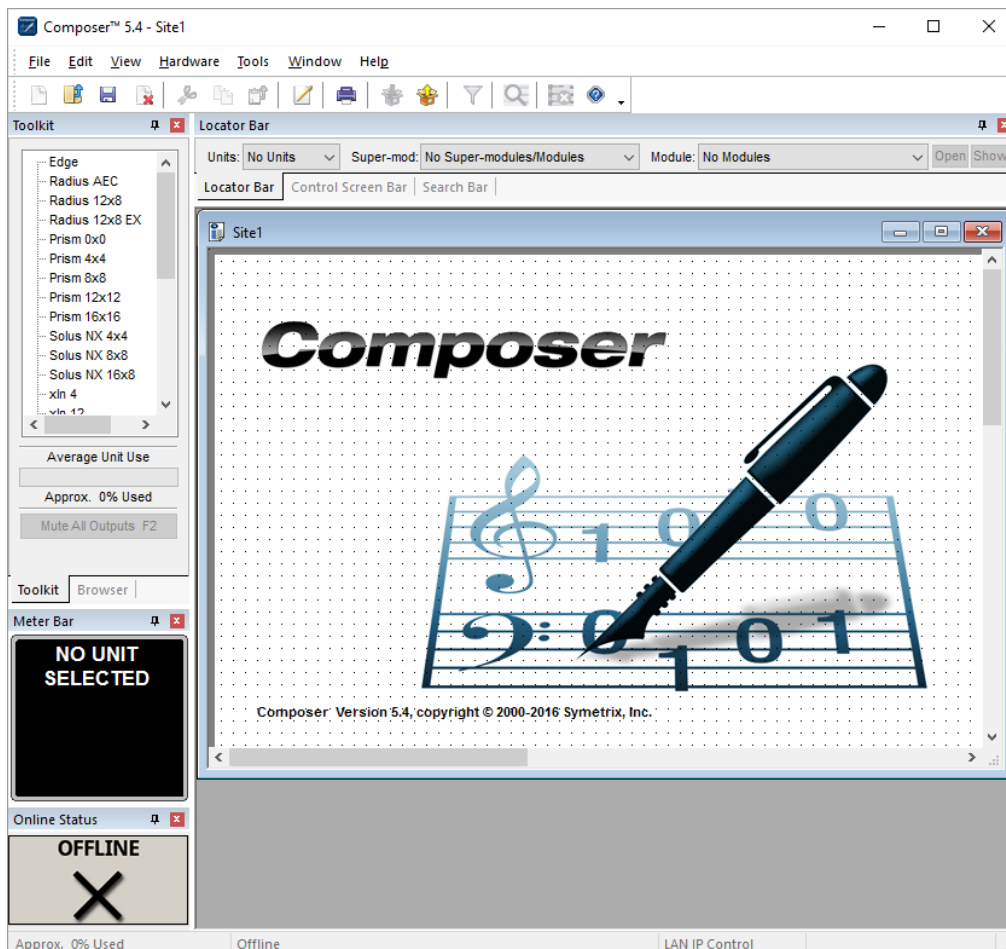 Composer™ 5.4 - Site1
File Edit View Hardware Tools Window Help
Toolkit
Locator Bar
Units: No Units Super-mod: No Super-modules/Modules Module: No Modules Open Show
Locator Bar Control Screen Bar Search Bar
Edge
Radius AEC
Radius 12x8
Radius 12x8 EX
Prism 0x0
Prism 4x4
Prism 8x8
Prism 12x12
Prism 16x16
Solus NX 4x4
Solus NX 8x8
Solus NX 16x8
xIn 4
xIn 12
Average Unit Use
Approx. 0% Used
Mute All Outputs F2
Toolkit Browser
Meter Bar
NO UNIT
SELECTED
Online Status
OFFLINE
Site1
Composer
1 0 0
0 1 0 1
Composer Version 5.4, copyright © 2000-2016 Symetrix, Inc.
Approx. 0% Used Offline LAN IP Control